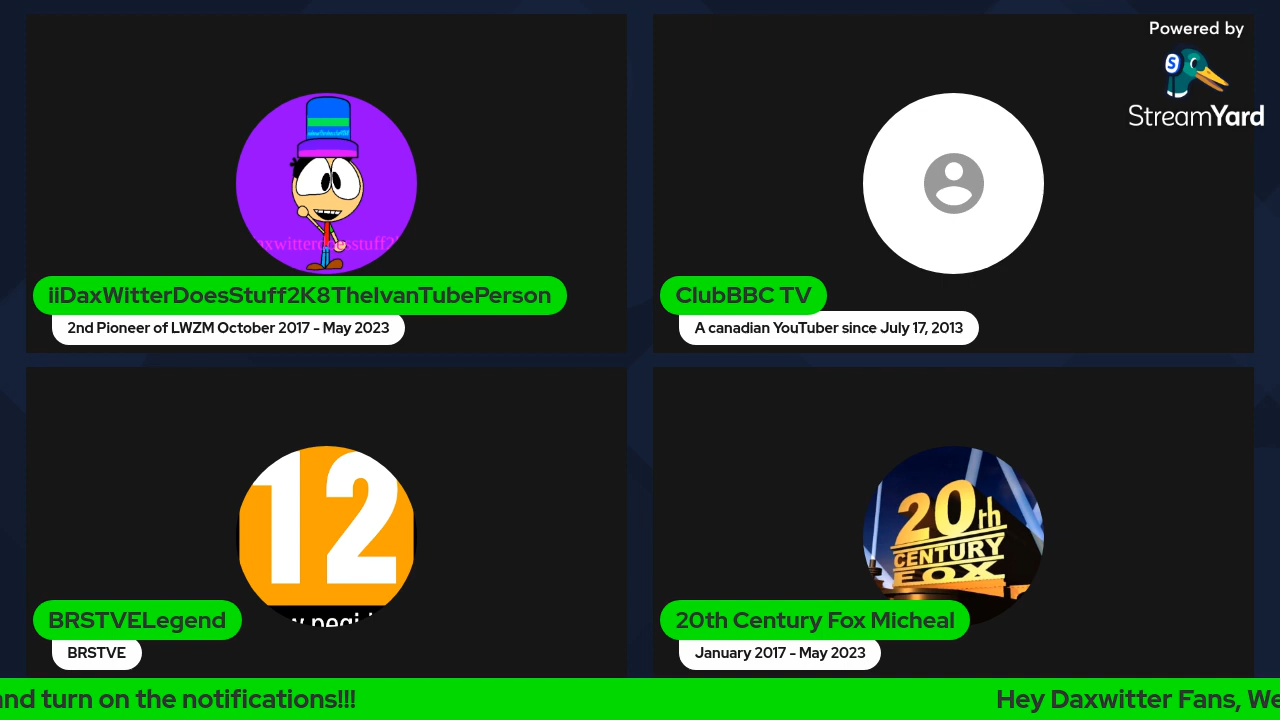 Powered by
S
StreamYard
iiDaxWitterDoesStuff2K8TheIvanTubePerson
2nd Pioneer of LWZM October 2017 - May 2023
ClubBBC TV
A canadian YouTuber since July 17, 2013
12
BRSTVELegend
BRSTVE
20th
CENTURY
FOX
20th Century Fox Micheal
January 2017 - May 2023
and turn on the notifications!!!
Hey Daxwitter Fans, We